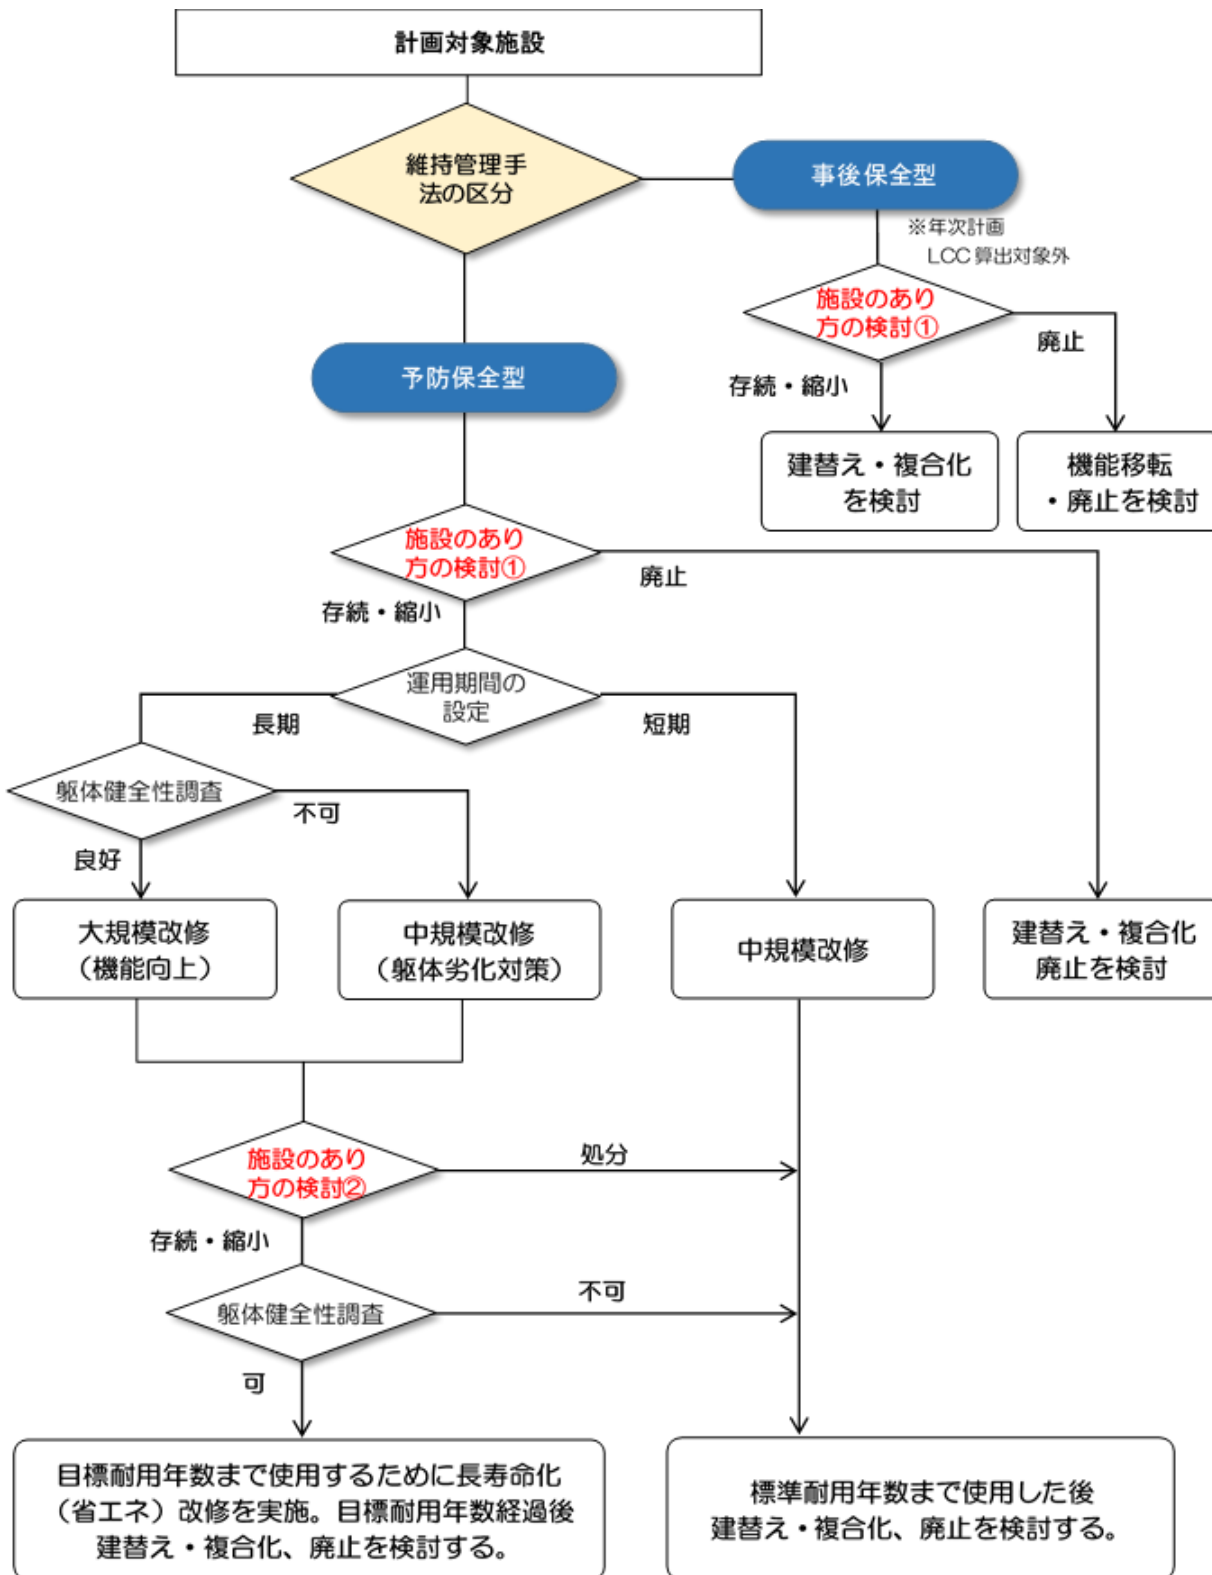 計画対象施設
維持管理手
法の区分
事後保全型
※年次計画
LCC算出対象外
施設のあり
方の検討①
廃止
存続・縮小
建替え・複合化
を検討
機能移転
・廃止を検討
予防保全型
施設のあり
方の検討①
廃止
存続・縮小
運用期間の
設定
長期
短期
躯体健全性調査
不可
良好
大規模改修
（機能向上）
中規模改修
（躯体劣化対策）
中規模改修
建替え・複合化
廃止を検討
施設のあり
方の検討②
処分
存続・縮小
躯体健全性調査
不可
可
目標耐用年数まで使用するために長寿命化
（省エネ）改修を実施。目標耐用年数経過後
建替え・複合化、廃止を検討する。
標準耐用年数まで使用した後
建替え・複合化、廃止を検討する。